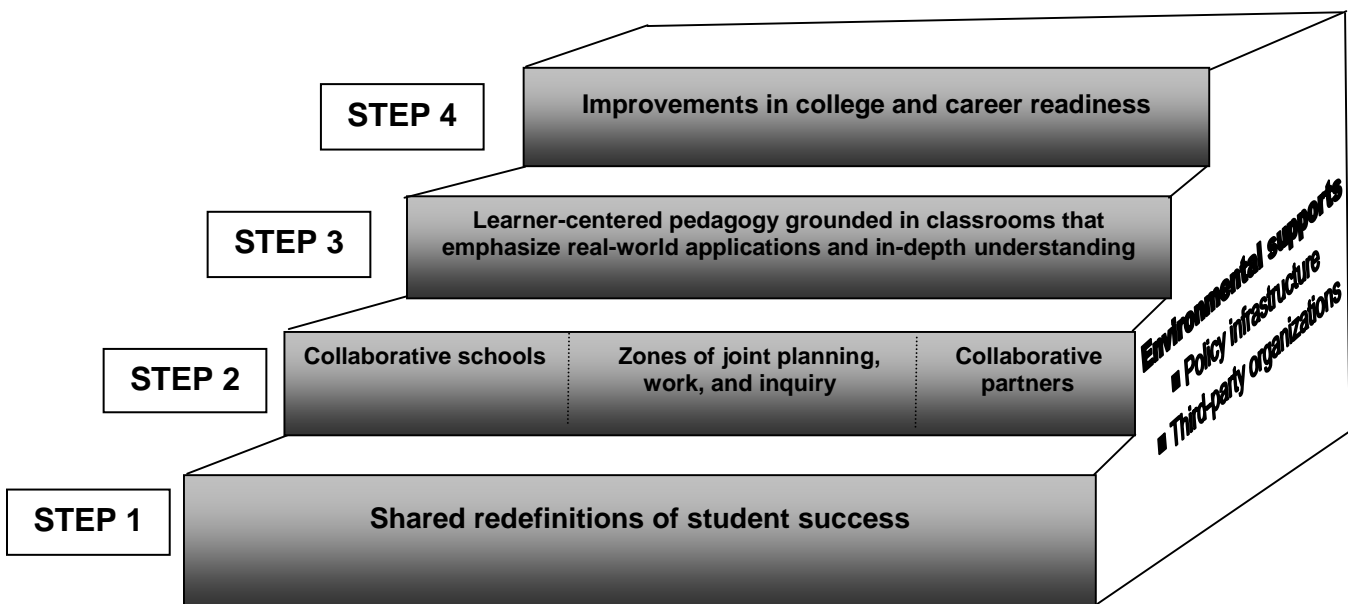 STEP 4
Improvements in college and career readiness
STEP 3
Learner-centered pedagogy grounded in classrooms that
emphasize real-world applications and in-depth understanding
STEP 2
Collaborative schools
Zones of joint planning,
work, and inquiry
Collaborative
partners
STEP 1
Shared redefinitions of student success
Environmental supports
■ Policy infrastructure
■ Third-party organizations